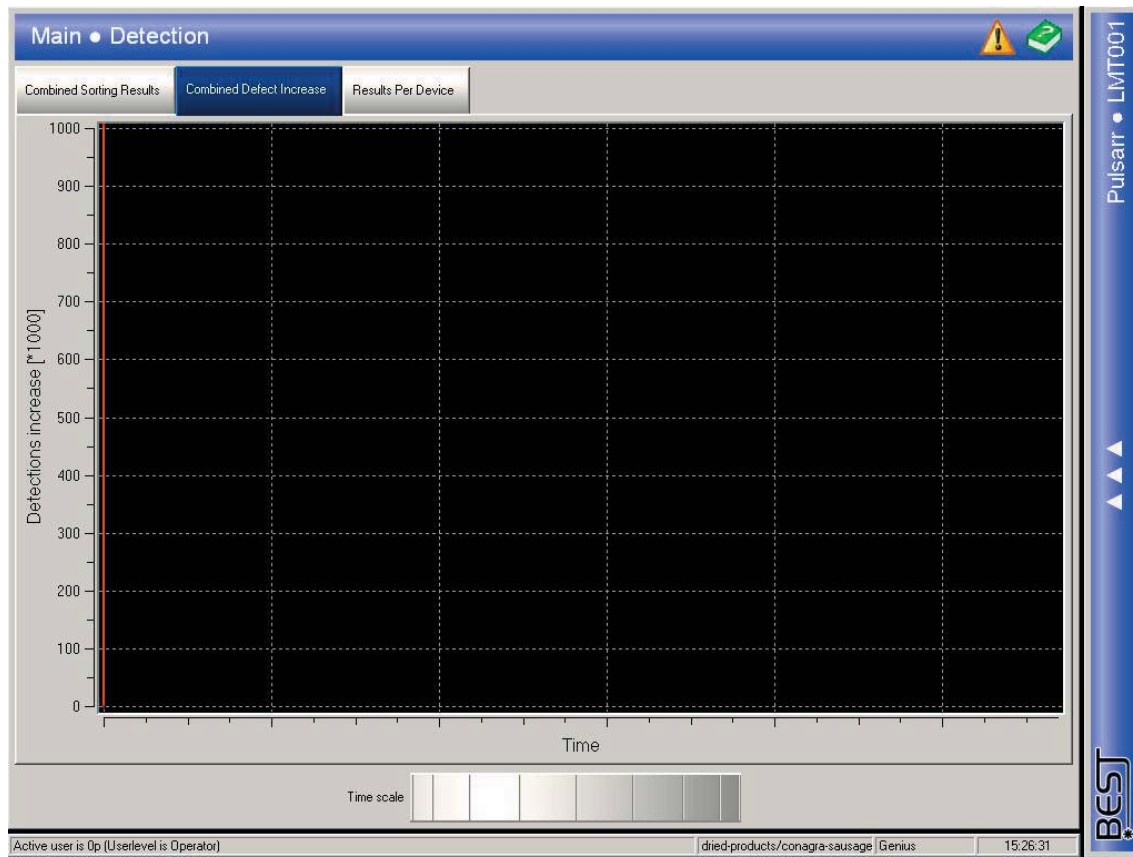 Main ● Detection
Combined Sorting Results
Combined Defect Increase
Results Per Device
Detections increase [*1000]
1000
900
800
700
600
500
400
300
200
100
0
Time
Time scale
Active user is Op (Userlevel is Operator)
dried-products/conagra-sausage
Genius
15:26:31
Pulsarr ● LMT001
BEST